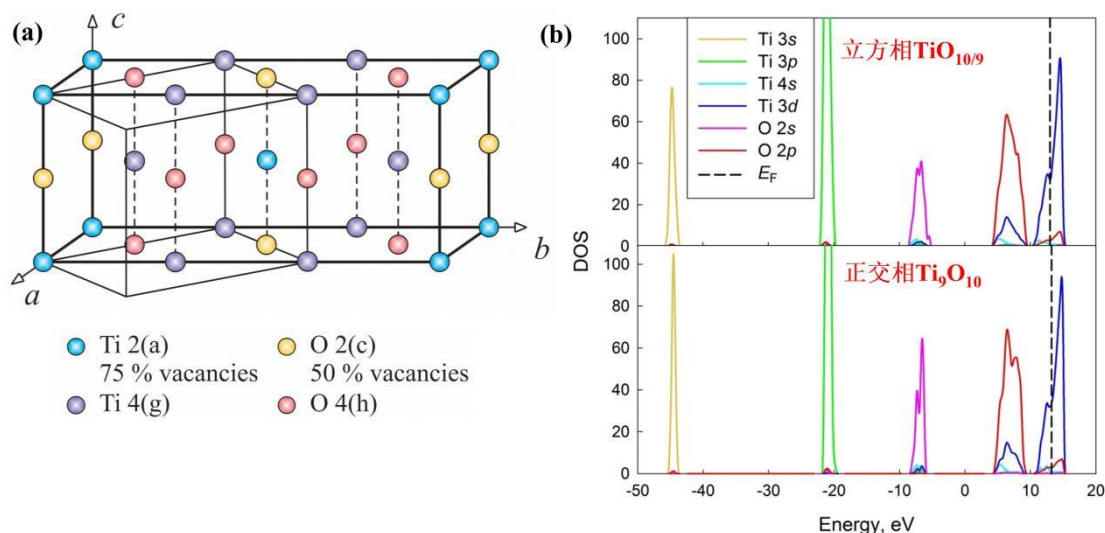 (a)
c
b
a
Ti 2(a)
75 % vacancies
Ti 4(g)
O 2(c)
50 % vacancies
O 4(h)
(b)
DOS
100
80
60
40
20
0
Ti 3s
Ti 3p
Ti 4s
Ti 3d
O 2s
O 2p
E_F
立方相TiO₁₀/₉
100
80
60
40
20
0
正交相Ti₉O₁₀
-50 -40 -30 -20 -10 0 10 20
Energy, eV